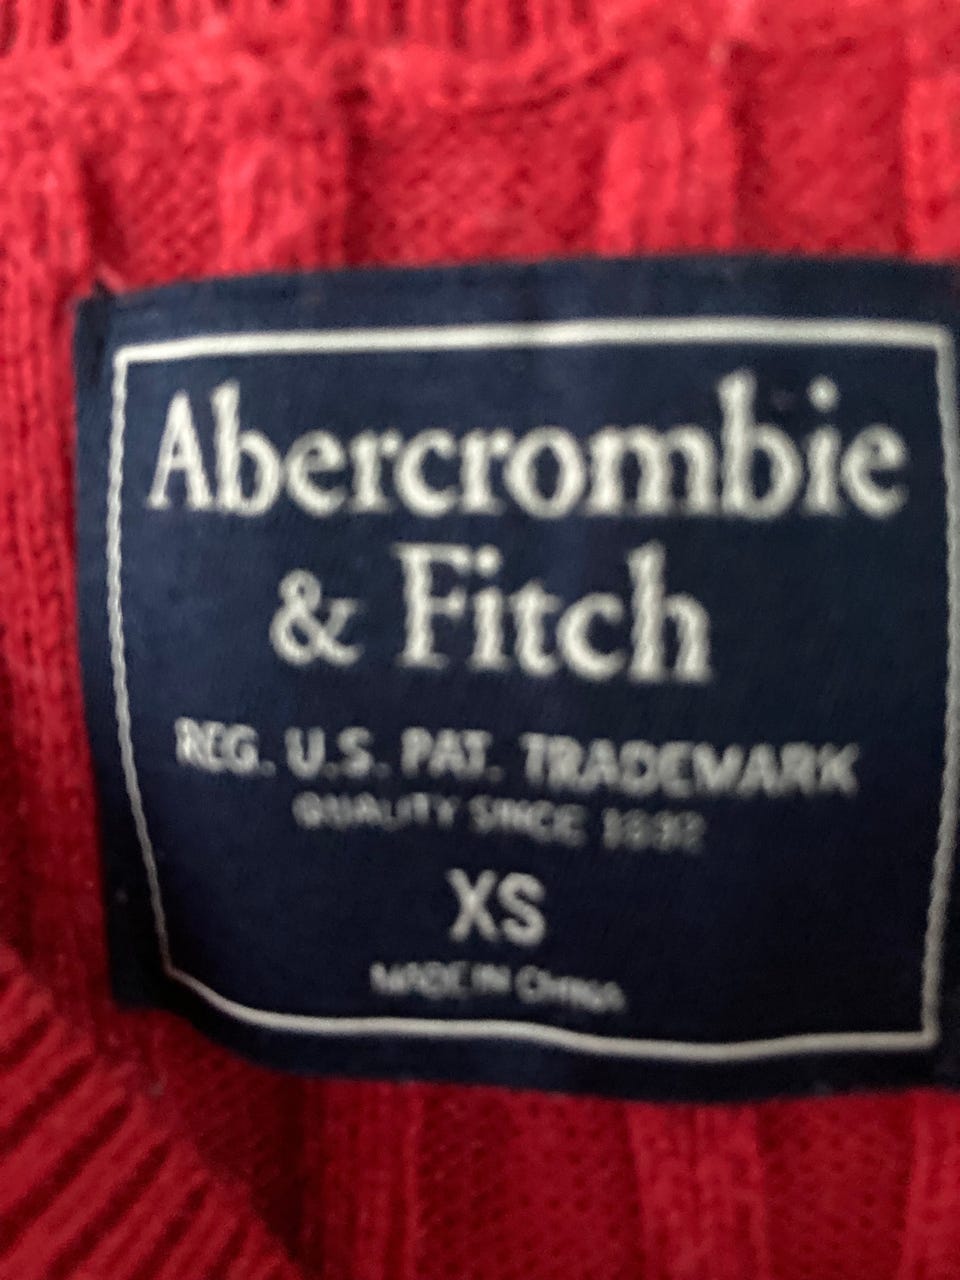 Abercrombie
& Fitch
REG. U.S. PAT. TRADEMARK
QUALITY SINCE 1892
XS
MADE IN CHINA